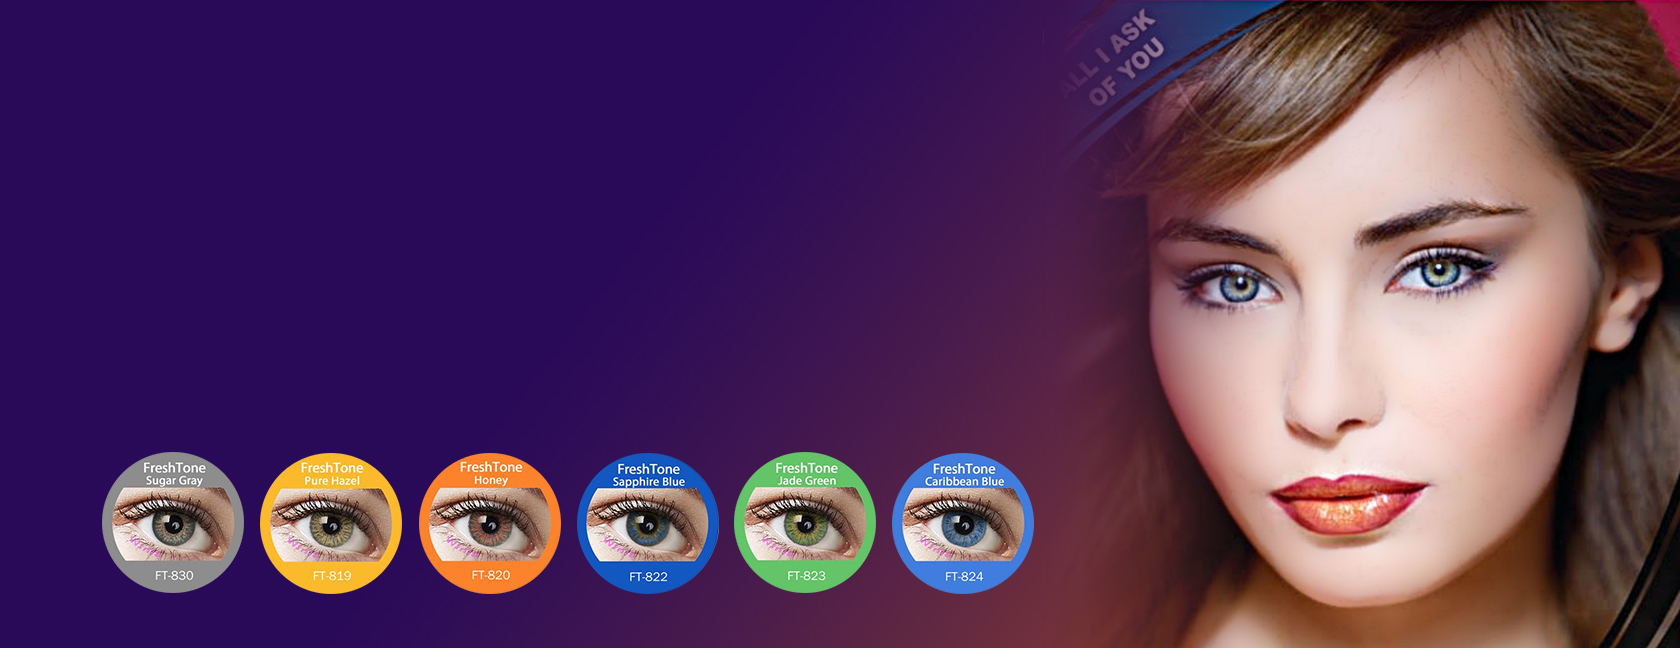 ALL I ASK
OF YOU
FreshTone
Sugar Gray
FT-830
FreshTone
Pure Hazel
FT-819
FreshTone
Honey
FT-820
FreshTone
Sapphire Blue
FT-822
FreshTone
Jade Green
FT-823
FreshTone
Caribbean Blue
FT-824